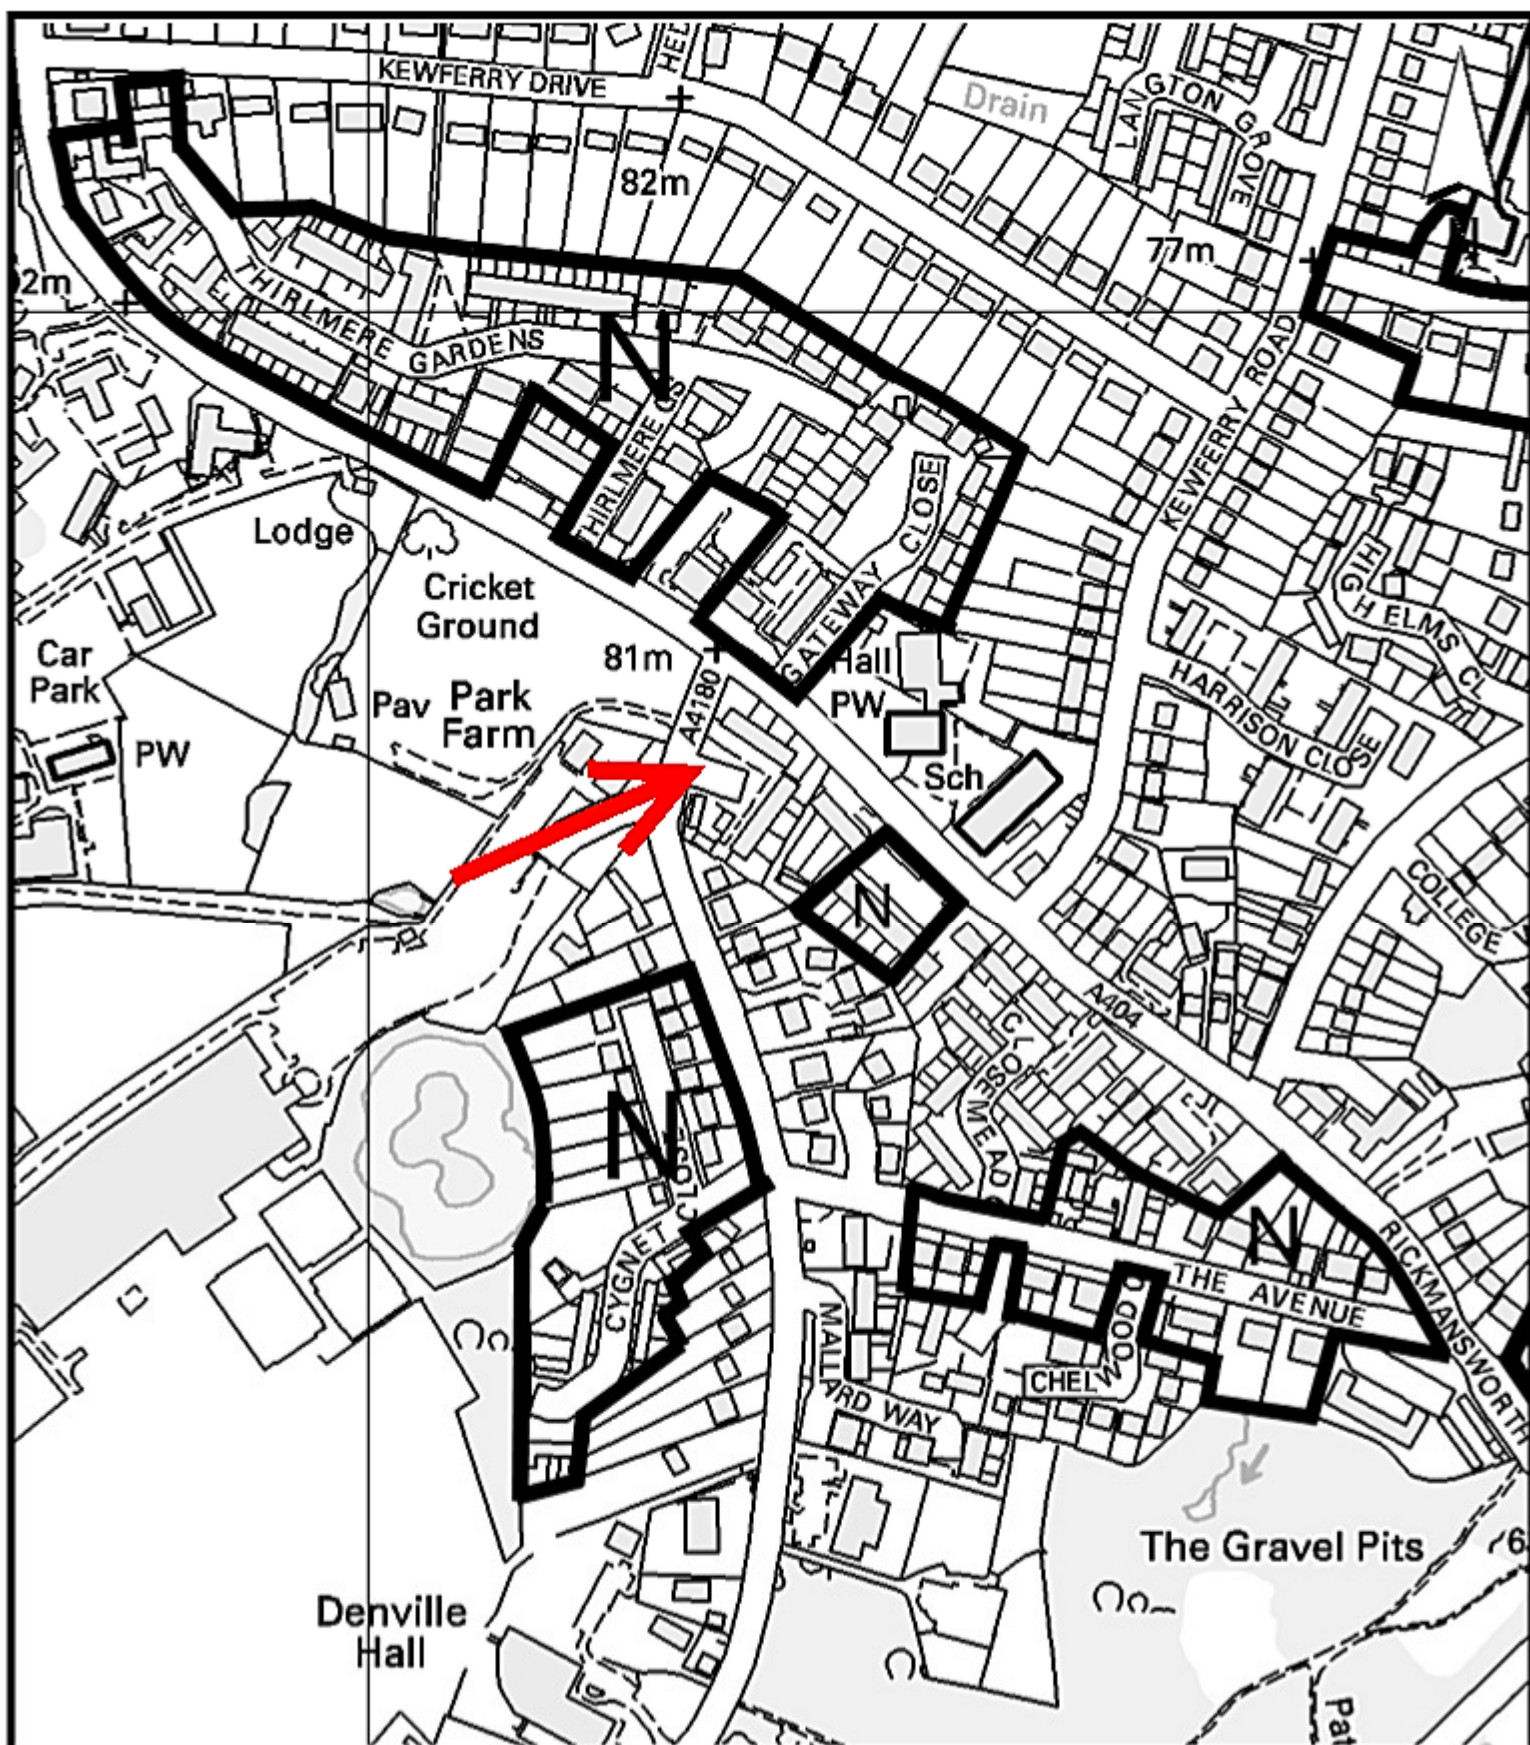 KEWFERRY DRIVE
Drain
GTON GROVE
82m
77m
2m
THIRLMERE GARDENS
N
KEWFERRY ROAD
THIRLMERE GS
GATEWAY CLOSE
Lodge
Cricket
Ground
HIGH ELMS CL
Car
Park
81m
Hall
PW
HARRISON CLOSE
Pav
Park
Farm
A4180
PW
Sch
COLLEGE
N
A404
CLOSE
MEAD
N
CYGNET CLOSE
N
THE AVENUE
RICKMANSWORTH
MALLARD WAY
CHELWOOD
The Gravel Pits
Denville
Hall